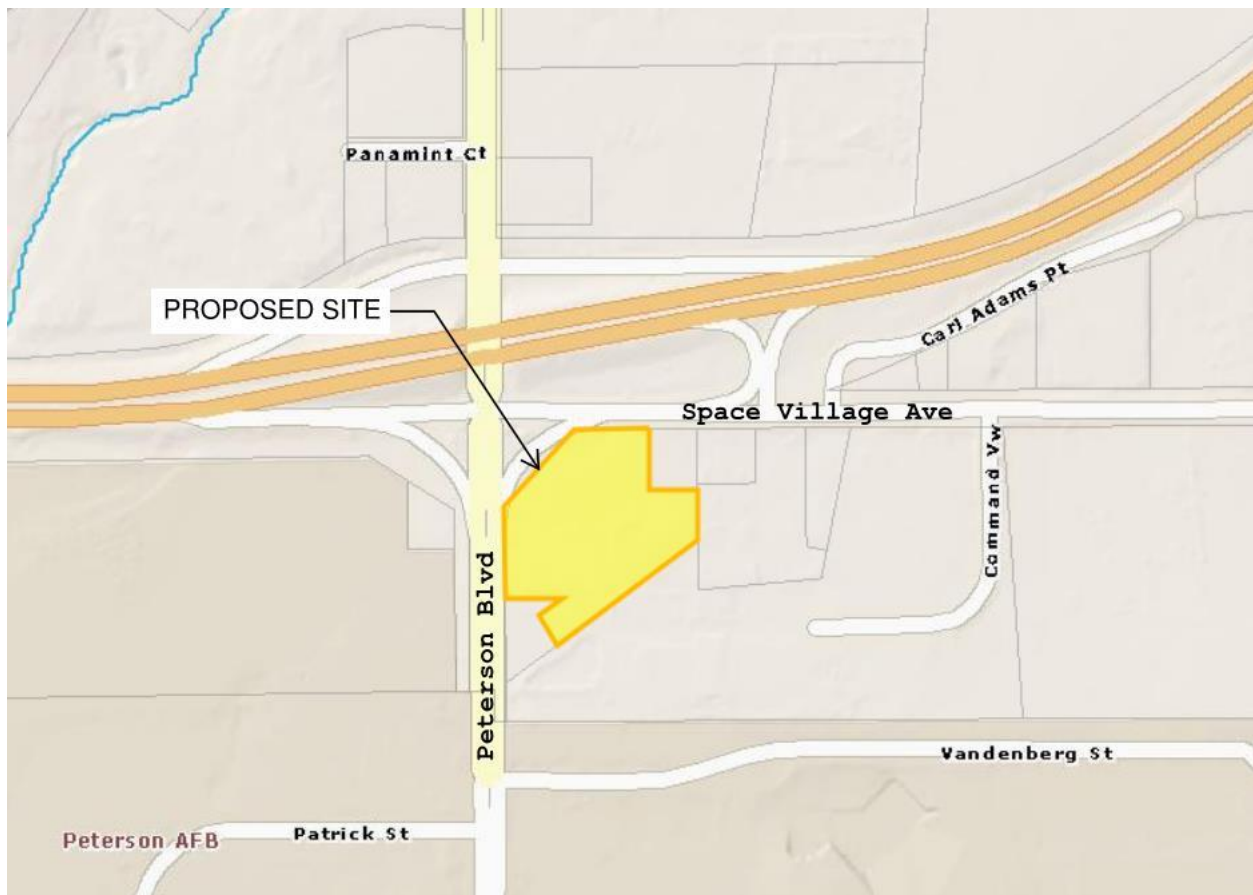 Panamint Ct
PROPOSED SITE
Carl Adams Pt
Space Village Ave
Command Vw
Peterson Blvd
Vandenberg St
Patrick St
Peterson AFB